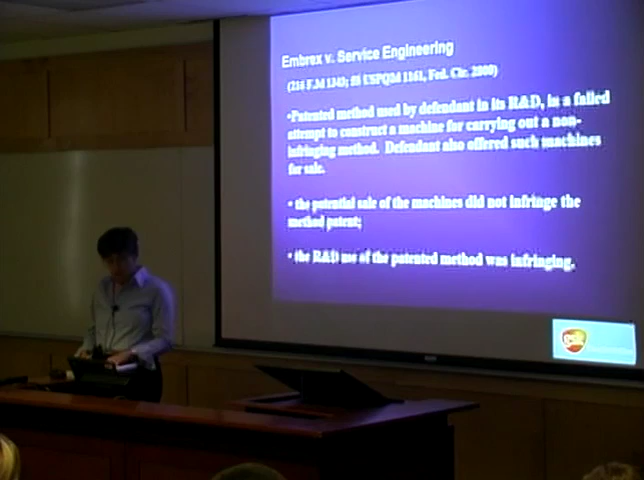 Embrex v. Service Engineering
(216 F.3d 1343; 55 USPQ2d 1161, Fed. Cir. 2000)
•Patented method used by defendant in its R&D, in a failed
attempt to construct a machine for carrying out a non-
infringing method. Defendant also offered such machines
for sale.
• the potential sale of the machines did not infringe the
method patent;
• the R&D use of the patented method was infringing.
gsk